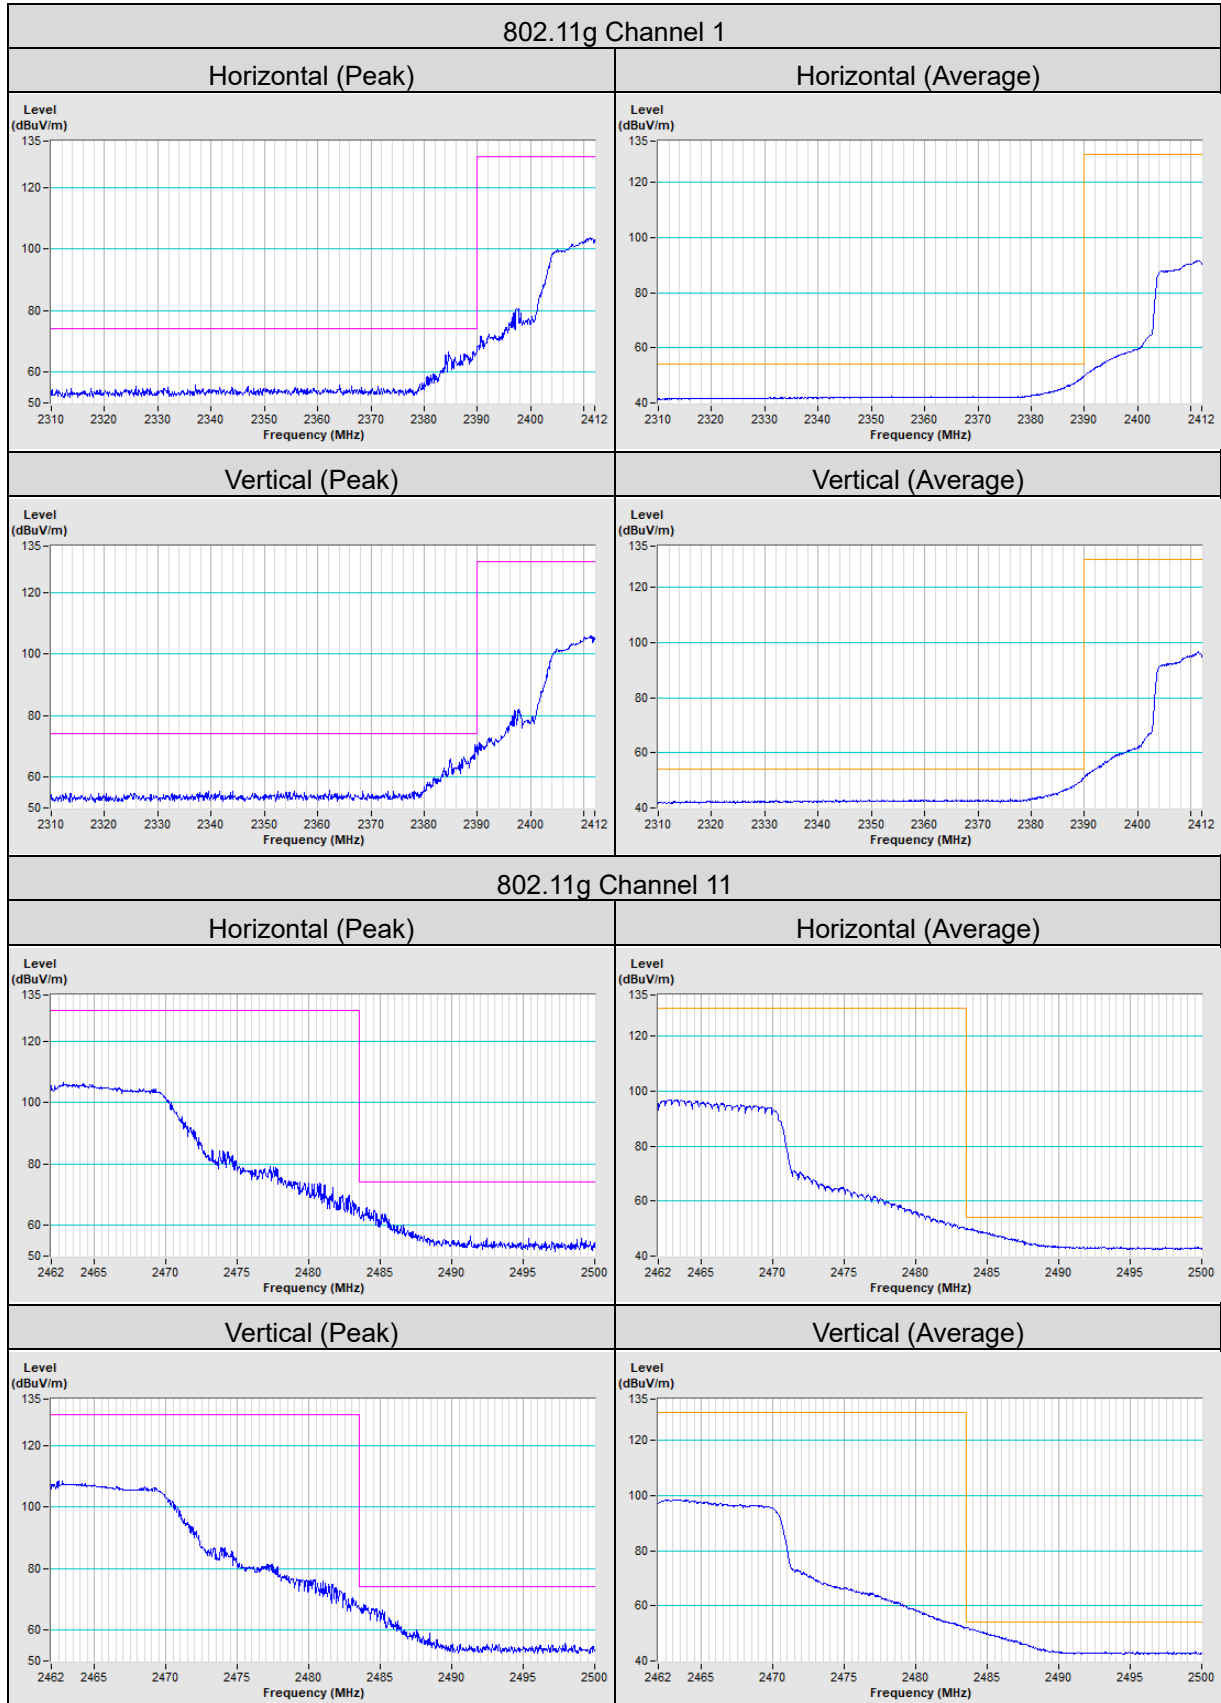 802.11g Channel 1
Horizontal (Peak)
Horizontal (Average)
Level
(dBuV/m)
135
120
100
80
60
50
2310 2320 2330 2340 2350 2360 2370 2380 2390 2400 2412
Frequency (MHz)
Level
(dBuV/m)
135
120
100
80
60
40
2310 2320 2330 2340 2350 2360 2370 2380 2390 2400 2412
Frequency (MHz)
Vertical (Peak)
Vertical (Average)
Level
(dBuV/m)
135
120
100
80
60
50
2310 2320 2330 2340 2350 2360 2370 2380 2390 2400 2412
Frequency (MHz)
Level
(dBuV/m)
135
120
100
80
60
40
2310 2320 2330 2340 2350 2360 2370 2380 2390 2400 2412
Frequency (MHz)
802.11g Channel 11
Horizontal (Peak)
Horizontal (Average)
Level
(dBuV/m)
135
120
100
80
60
50
2462 2465 2470 2475 2480 2485 2490 2495 2500
Frequency (MHz)
Level
(dBuV/m)
135
120
100
80
60
40
2462 2465 2470 2475 2480 2485 2490 2495 2500
Frequency (MHz)
Vertical (Peak)
Vertical (Average)
Level
(dBuV/m)
135
120
100
80
60
50
2462 2465 2470 2475 2480 2485 2490 2495 2500
Frequency (MHz)
Level
(dBuV/m)
135
120
100
80
60
40
2462 2465 2470 2475 2480 2485 2490 2495 2500
Frequency (MHz)